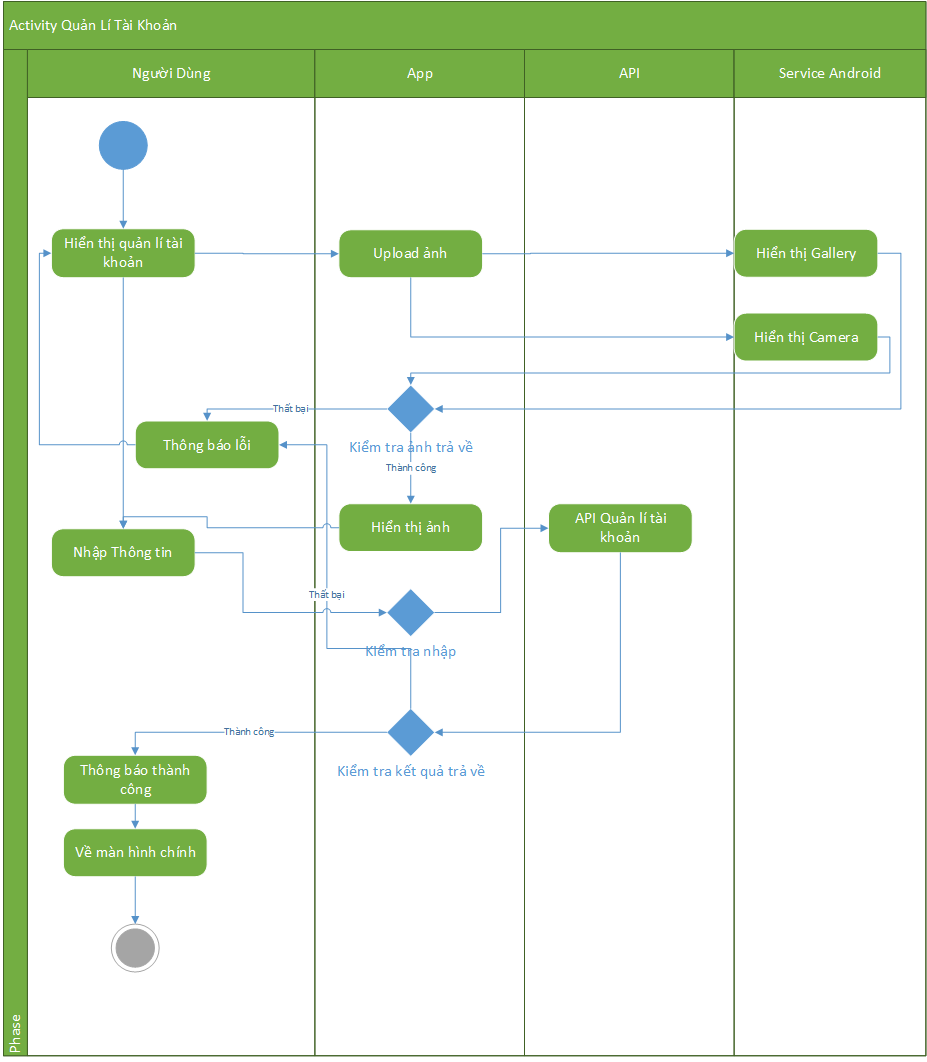 Activity Quản Lí Tài Khoản
Người Dùng
App
API
Service Android
Hiển thị quản lí tài
khoản
Upload ảnh
Hiển thị Gallery
Hiển thị Camera
Thất bại
Thông báo lỗi
Kiểm tra ảnh trả về
Thành công
Hiển thị ảnh
API Quản lí tài
khoản
Nhập Thông tin
Thất bại
Kiểm tra nhập
Thành công
Thông báo thành
công
Kiểm tra kết quả trả về
Về màn hình chính
Phase